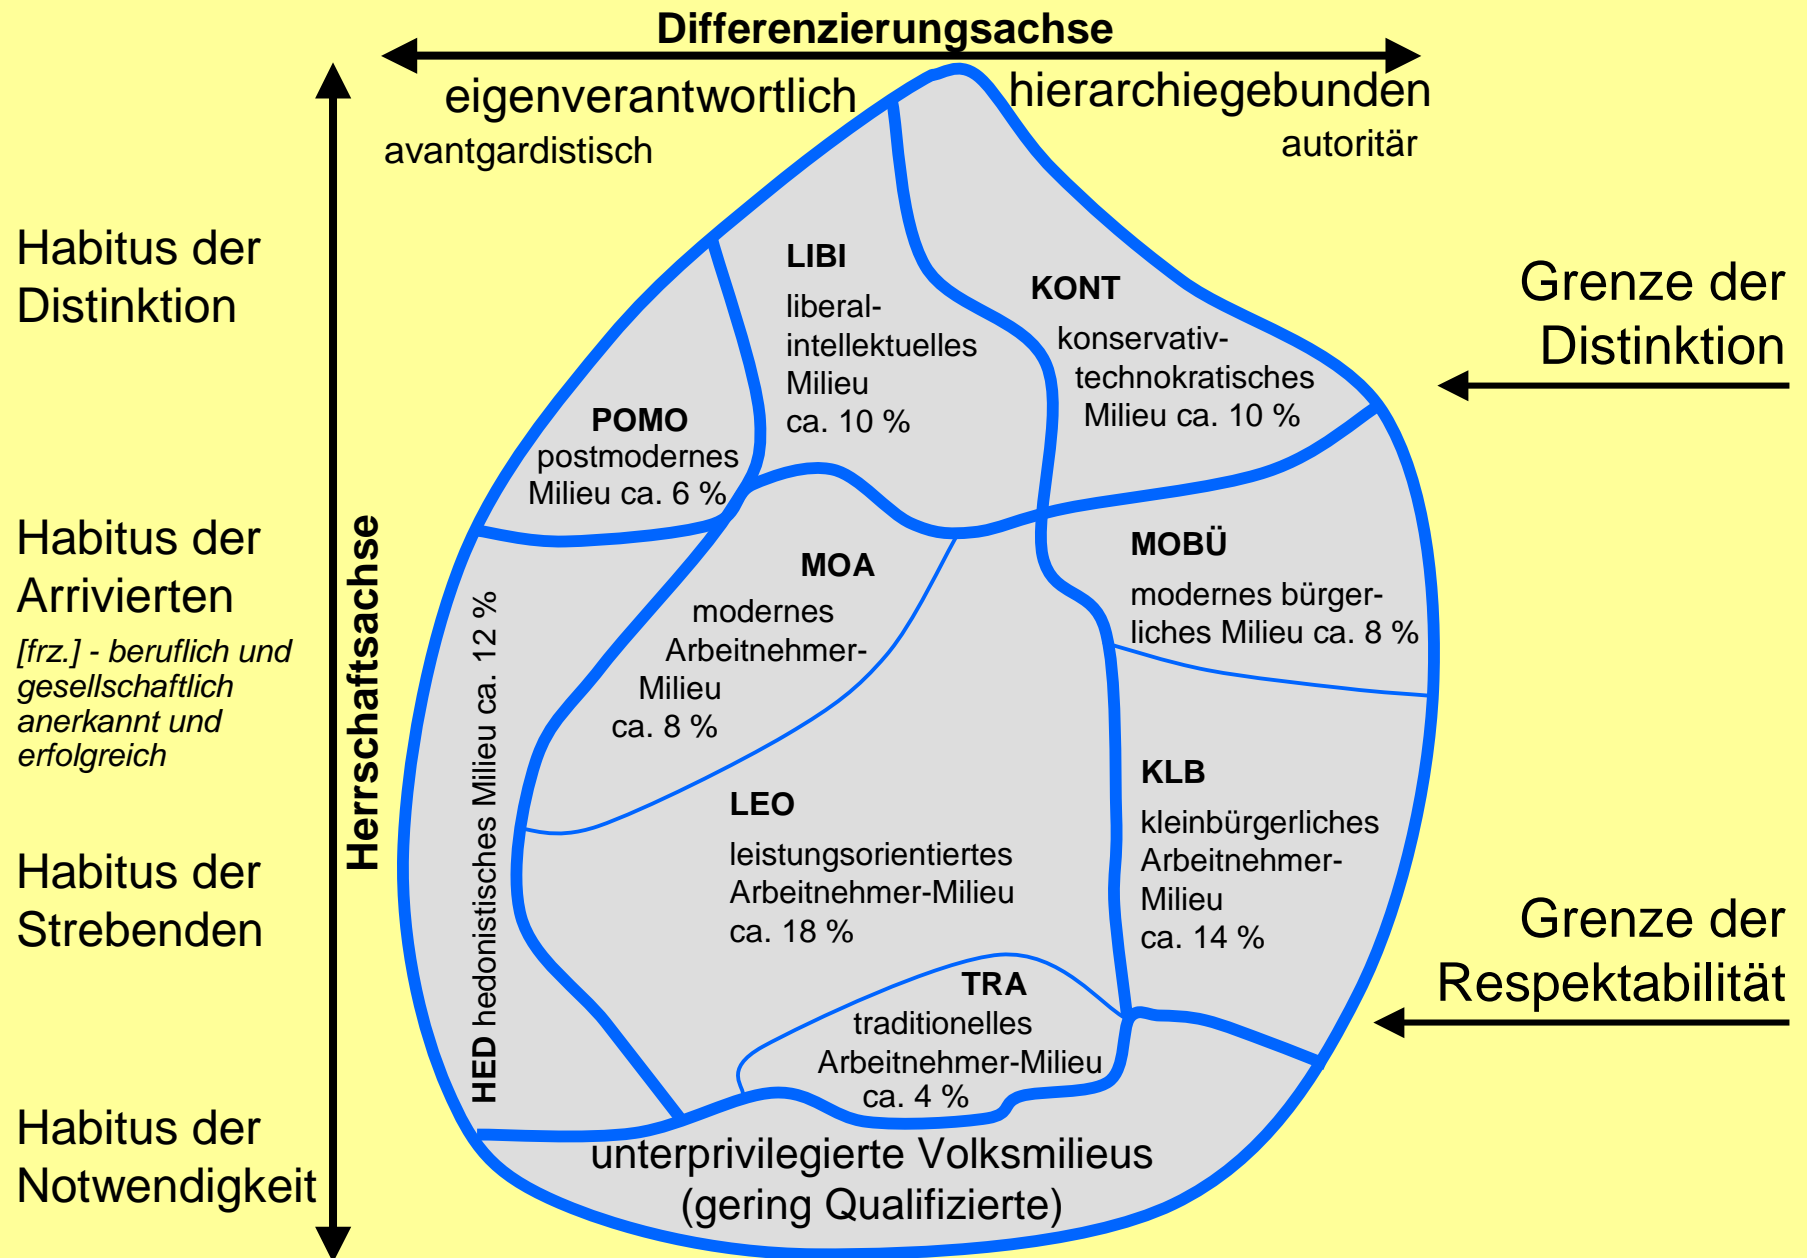 Differenzierungsachse
eigenverantwortlich
hierarchiegebunden
avantgardistisch
autoritär
Herrschaftsachse
Habitus der
Distinktion
Habitus der
Arrivierten
[frz.] - beruflich und
gesellschaftlich
anerkannt und
erfolgreich
Habitus der
Strebenden
Habitus der
Notwendigkeit
LIBI
liberal-
intellektuelles
Milieu
ca. 10 %
KONT
konservativ-
technokratisches
Milieu ca. 10 %
POMO
postmodernes
Milieu ca. 6 %
MOA
modernes
Arbeitnehmer-
Milieu
ca. 8 %
MOBÜ
modernes bürger-
liches Milieu ca. 8 %
HED hedonistisches Milieu ca. 12 %
LEO
leistungsorientiertes
Arbeitnehmer-Milieu
ca. 18 %
KLB
kleinbürgerliches
Arbeitnehmer-
Milieu
ca. 14 %
TRA
traditionelles
Arbeitnehmer-Milieu
ca. 4 %
unterprivilegierte Volksmilieus
(gering Qualifizierte)
Grenze der
Distinktion
Grenze der
Respektabilität